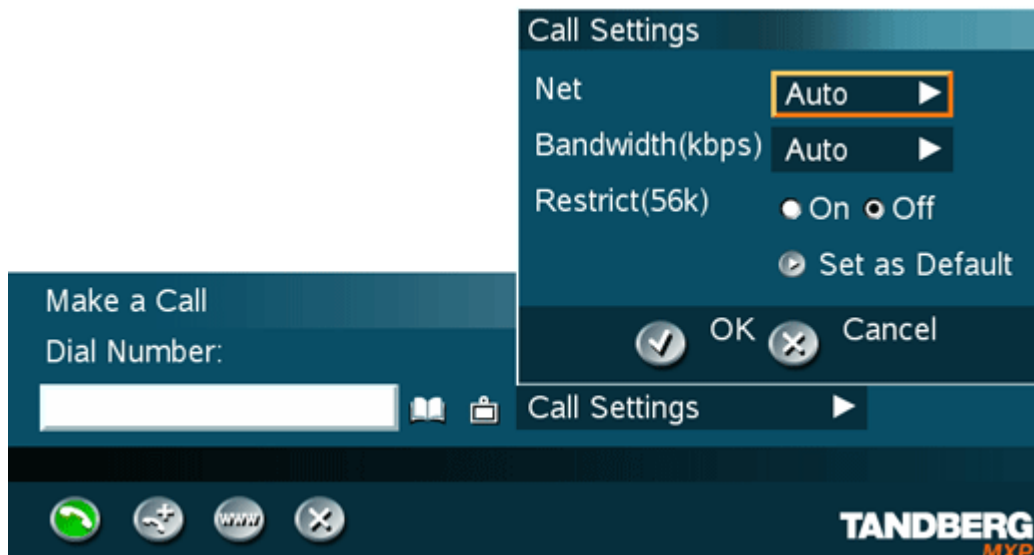 Call Settings
Net Auto
Bandwidth(kbps) Auto
Restrict(56k) On Off
Set as Default
OK Cancel
Make a Call
Dial Number:
Call Settings
www
TANDBERG
MXP